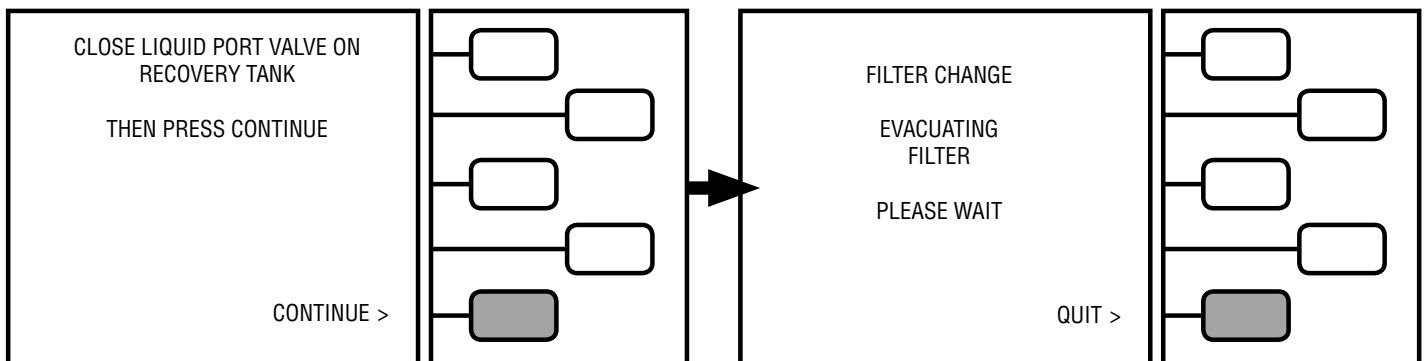 CLOSE LIQUID PORT VALVE ON
RECOVERY TANK
THEN PRESS CONTINUE
CONTINUE >
FILTER CHANGE
EVACUATING
FILTER
PLEASE WAIT
QUIT >